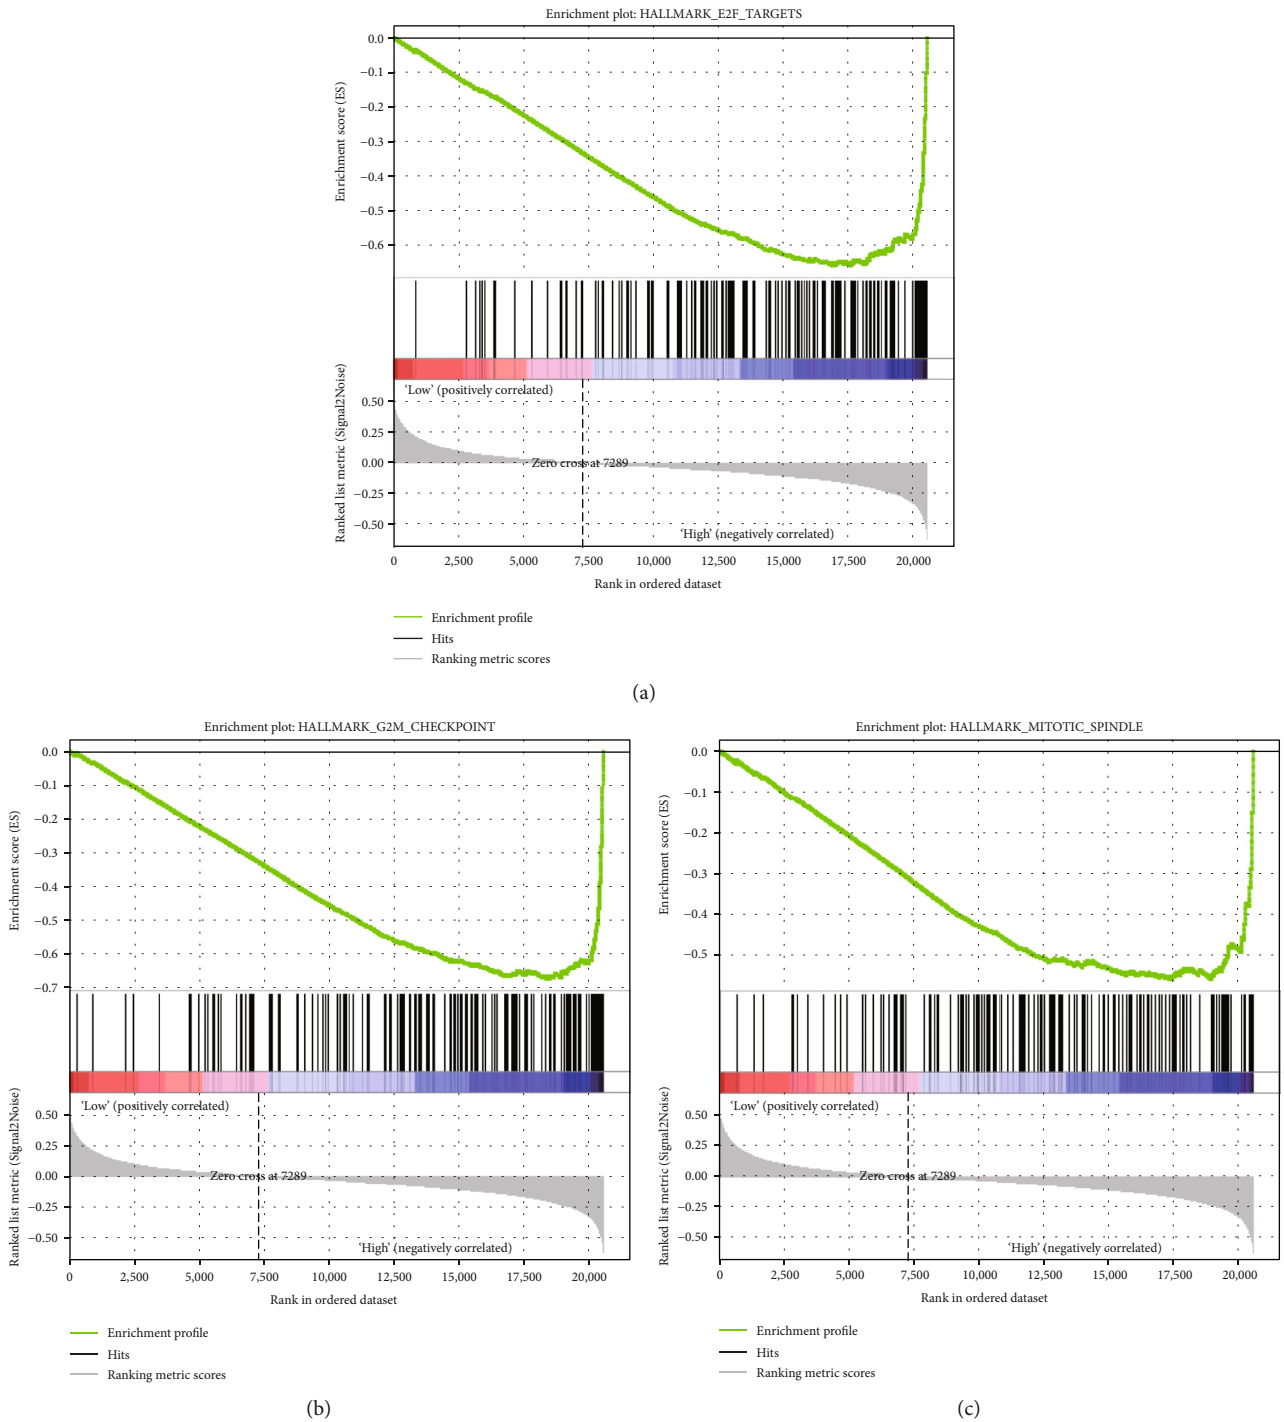 Enrichment plot: HALLMARK_E2F_TARGETS
Enrichment score (ES)
0.0
−0.1
−0.2
−0.3
−0.4
−0.5
−0.6
Ranked list metric (Signal2Noise)
'Low' (positively correlated)
0.50
0.25
0.00
−0.25
−0.50
Zero cross at 7289
'High' (negatively correlated)
0 2,500 5,000 7,500 10,000 12,500 15,000 17,500 20,000
Rank in ordered dataset
Enrichment profile
Hits
Ranking metric scores
(a)
Enrichment plot: HALLMARK_G2M_CHECKPOINT
Enrichment score (ES)
0.0
−0.1
−0.2
−0.3
−0.4
−0.5
−0.6
−0.7
Ranked list metric (Signal2Noise)
'Low' (positively correlated)
0.50
0.25
0.00
−0.25
−0.50
Zero cross at 7289
'High' (negatively correlated)
0 2,500 5,000 7,500 10,000 12,500 15,000 17,500 20,000
Rank in ordered dataset
Enrichment profile
Hits
Ranking metric scores
(b)
Enrichment plot: HALLMARK_MITOTIC_SPINDLE
Enrichment score (ES)
0.0
−0.1
−0.2
−0.3
−0.4
−0.5
Ranked list metric (Signal2Noise)
'Low' (positively correlated)
0.50
0.25
0.00
−0.25
−0.50
Zero cross at 7289
'High' (negatively correlated)
0 2,500 5,000 7,500 10,000 12,500 15,000 17,500 20,000
Rank in ordered dataset
Enrichment profile
Hits
Ranking metric scores
(c)